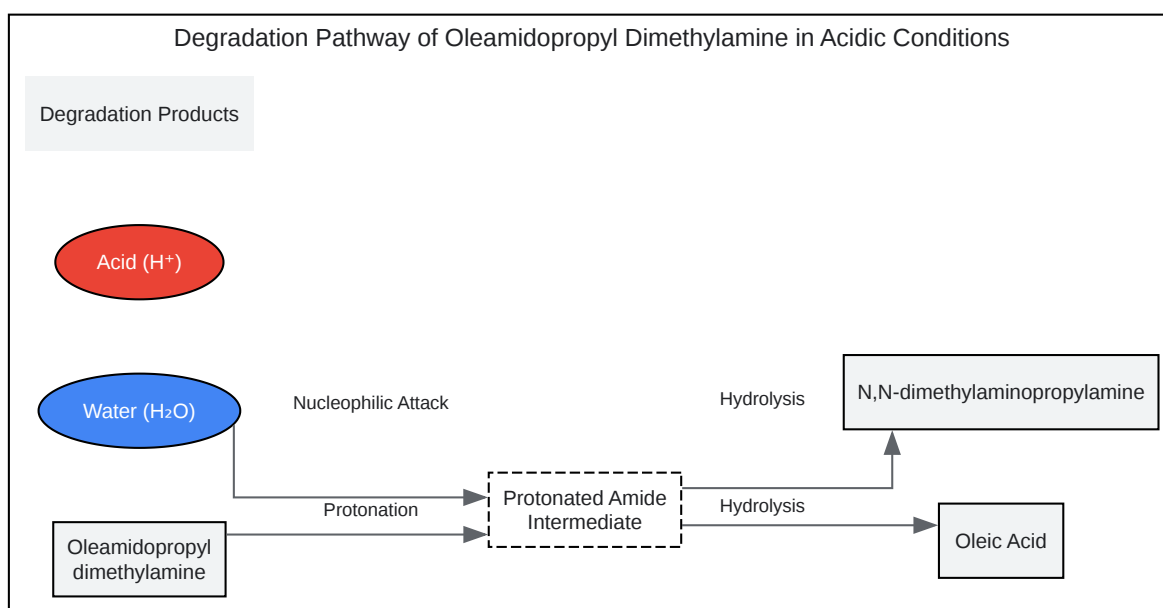 Degradation Pathway of Oleamidopropyl Dimethylamine in Acidic Conditions
Degradation Products
Acid (H⁺)
Water (H₂O)
Nucleophilic Attack
Hydrolysis
N,N-dimethylaminopropylamine
Protonation
Protonated Amide
Intermediate
Hydrolysis
Oleic Acid
Oleamidopropyl
dimethylamine